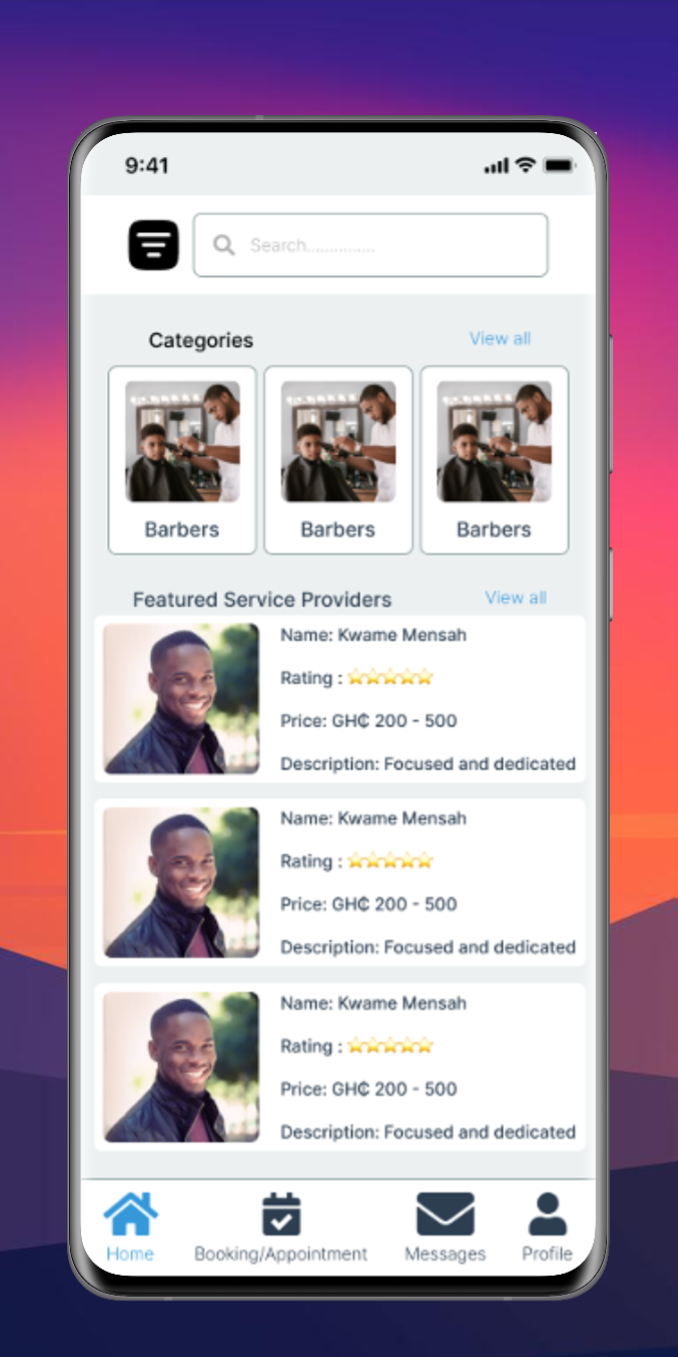 9:41
Search...............
Categories
View all
Barbers
Barbers
Barbers
Featured Service Providers
View all
Name: Kwame Mensah
Rating : ⭐⭐⭐⭐⭐
Price: GH₵ 200 - 500
Description: Focused and dedicated
Name: Kwame Mensah
Rating : ⭐⭐⭐⭐⭐
Price: GH₵ 200 - 500
Description: Focused and dedicated
Name: Kwame Mensah
Rating : ⭐⭐⭐⭐⭐
Price: GH₵ 200 - 500
Description: Focused and dedicated
Home
Booking/Appointment
Messages
Profile